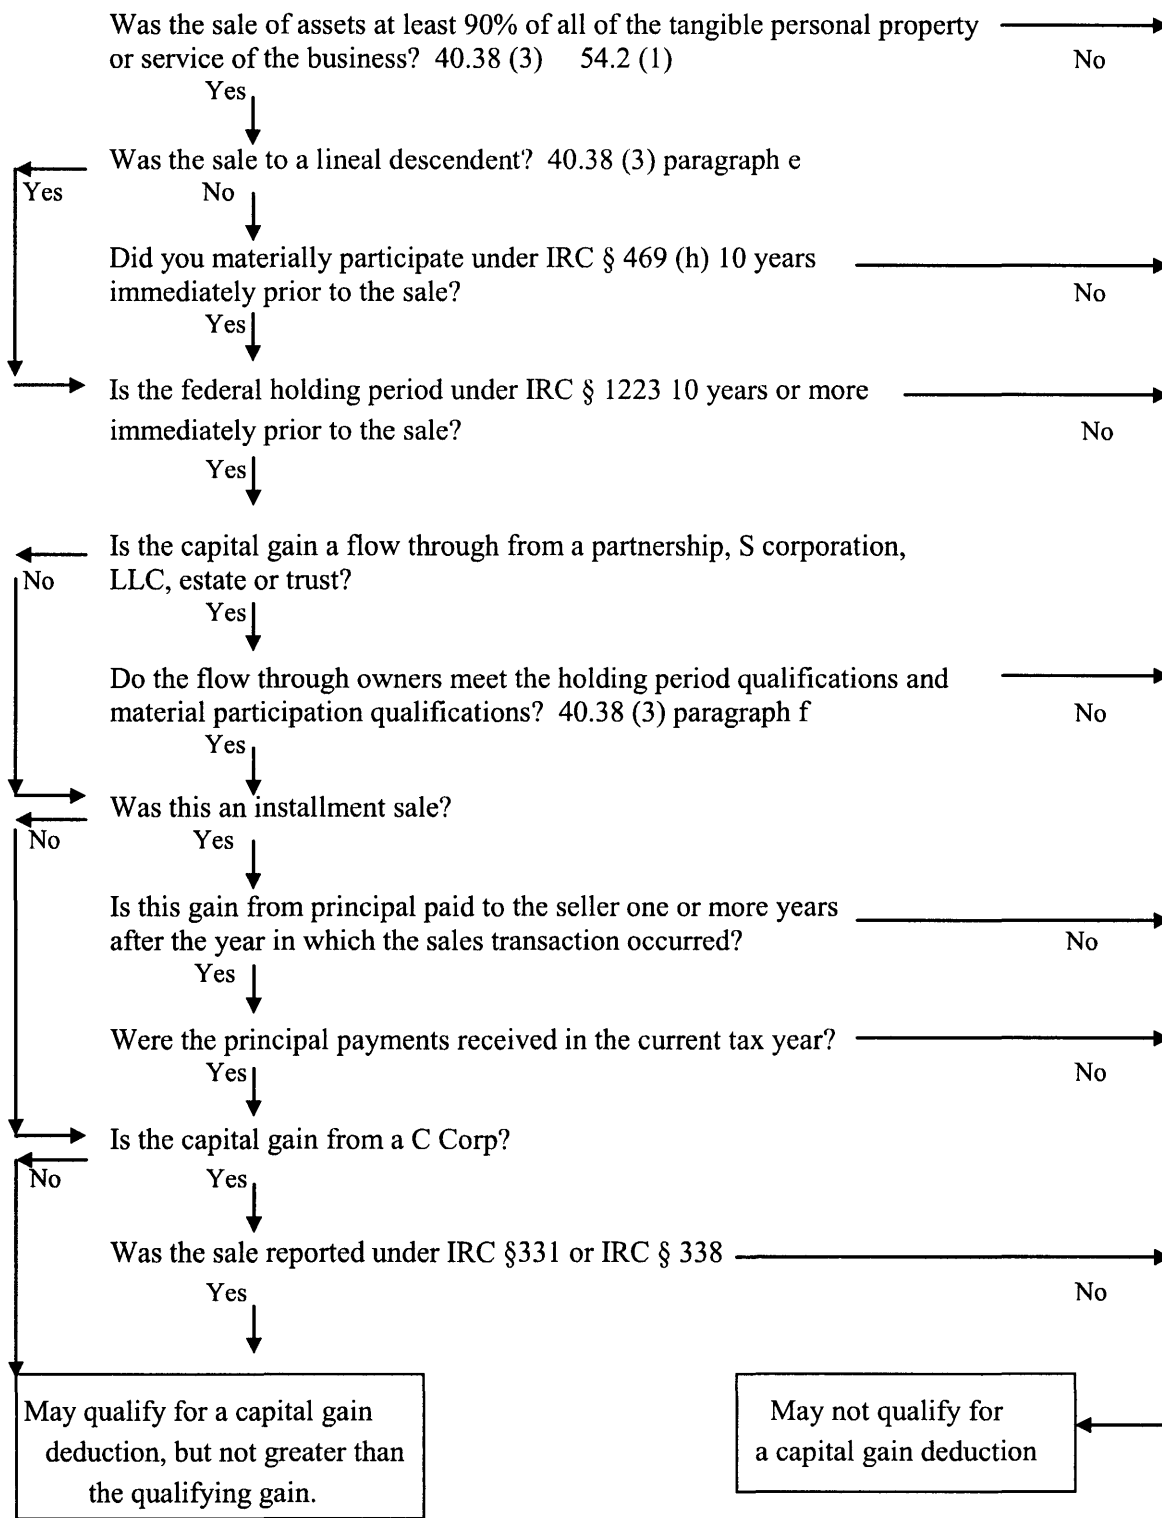 Was the sale of assets at least 90% of all of the tangible personal property
or service of the business? 40.38 (3) 54.2 (1)
No
Yes
Was the sale to a lineal descendent? 40.38 (3) paragraph e
Yes
No
Did you materially participate under IRC § 469 (h) 10 years
immediately prior to the sale?
No
Yes
Is the federal holding period under IRC § 1223 10 years or more
immediately prior to the sale?
No
Yes
Is the capital gain a flow through from a partnership, S corporation,
LLC, estate or trust?
No
Yes
Do the flow through owners meet the holding period qualifications and
material participation qualifications? 40.38 (3) paragraph f
No
Yes
Was this an installment sale?
No
Yes
Is this gain from principal paid to the seller one or more years
after the year in which the sales transaction occurred?
No
Yes
Were the principal payments received in the current tax year?
No
Yes
Is the capital gain from a C Corp?
No
Yes
Was the sale reported under IRC §331 or IRC § 338
No
Yes
May qualify for a capital gain
deduction, but not greater than
the qualifying gain.
May not qualify for
a capital gain deduction